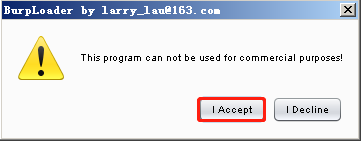 BurpLoader by larry_lau@163.com
This program can not be used for commercial purposes!
I Accept
I Decline